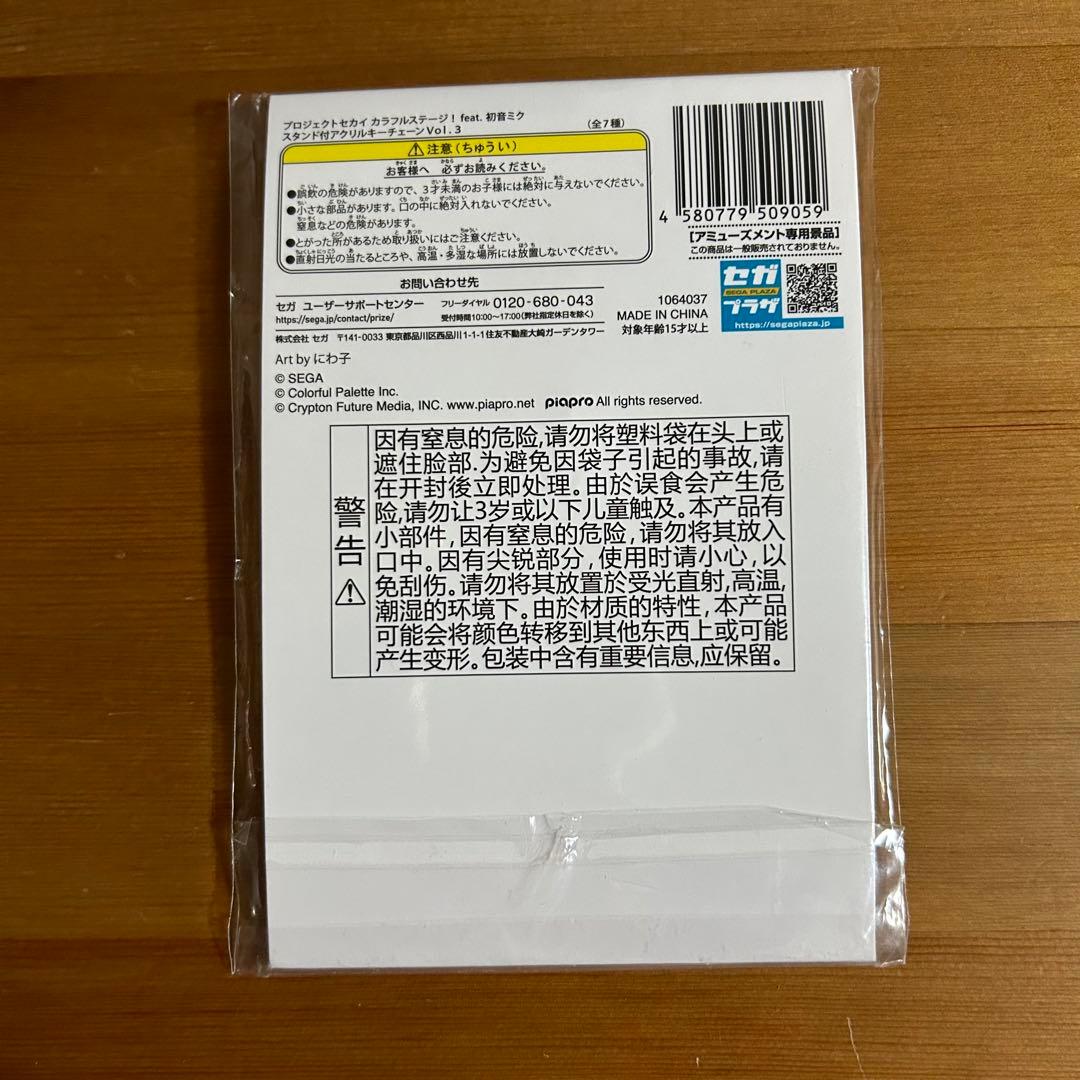 プロジェクトセカイ カラフルステージ！ feat. 初音ミク
スタンド付アクリルキーチェーンVol.3
（全7種）
⚠注意（ちゅうい）
お客様へ 必ずお読みください。
●誤飲の危険がありますので、3才未満のお子様には絶対に与えないでください。
●小さな部品があります。口の中に絶対入れないでください。
窒息などの危険があります。
●とがった所があるため取り扱いにはご注意ください。
●直射日光の当たるところや、高温・多湿な場所には放置しないでください。
4 580779 509059
【アミューズメント専用景品】
この商品は一般販売されておりません。
セガ
SEGA PLAZA
プラザ
https://segaplaza.jp
お問い合わせ先
セガ ユーザーサポートセンター
https://sega.jp/contact/prize/
フリーダイヤル 0120-680-043
受付時間10:00～17:00(弊社指定休日を除く)
株式会社 セガ 〒141-0033 東京都品川区西品川1-1-1住友不動産大崎ガーデンタワー
1064037
MADE IN CHINA
対象年齢15才以上
Art by にわ子
© SEGA
© Colorful Palette Inc.
© Crypton Future Media, INC. www.piapro.net piapro All rights reserved.
警告⚠
因有窒息的危险,请勿将塑料袋在头上或
遮住脸部.为避免因袋子引起的事故,请
在开封後立即处理。由於误食会产生危
险,请勿让3岁或以下儿童触及。本产品有
小部件,因有窒息的危险,请勿将其放入
口中。因有尖锐部分,使用时请小心,以
免刮伤。请勿将其放置於受光直射,高温,
潮湿的环境下。由於材质的特性,本产品
可能会将颜色转移到其他东西上或可能
产生变形。包装中含有重要信息,应保留。